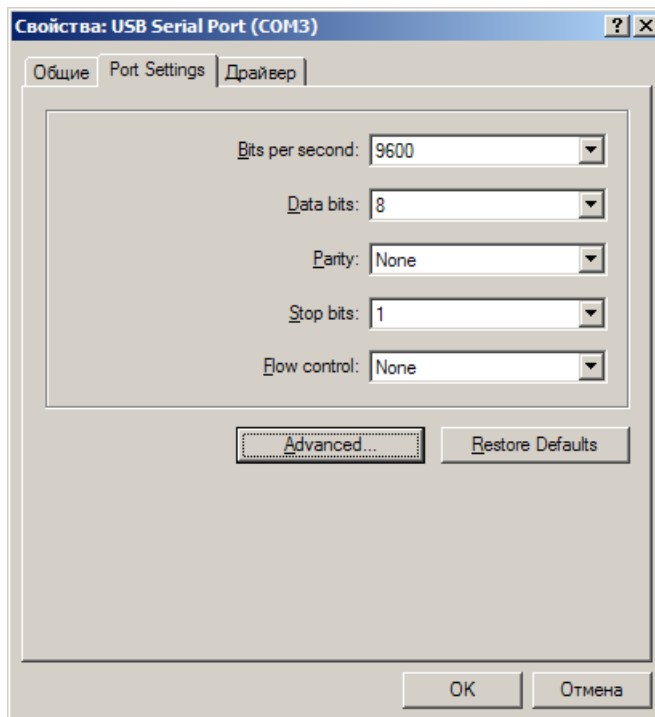 Свойства: USB Serial Port (COM3)
Общие Port Settings Драйвер
Bits per second: 9600
Data bits: 8
Parity: None
Stop bits: 1
Flow control: None
Advanced... Restore Defaults
OK Отмена